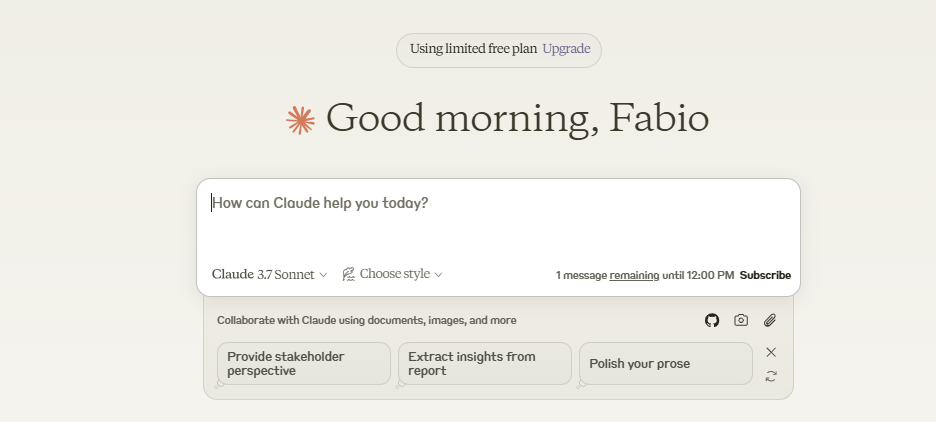 Using limited free plan Upgrade
Good morning, Fabio
How can Claude help you today?
Claude 3.7 Sonnet Choose style 1 message remaining until 12:00 PM Subscribe
Collaborate with Claude using documents, images, and more
Provide stakeholder
perspective
Extract insights from
report
Polish your prose